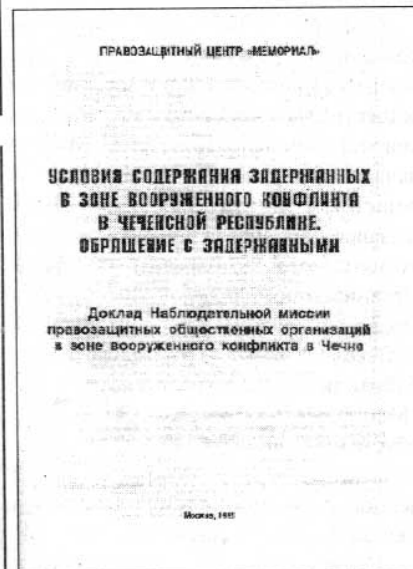 ПРАВОЗАЩИТНЫЙ ЦЕНТР «МЕМОРИАЛ»
УСЛОВИЯ СОДЕРЖАНИЯ ЗАДЕРЖАННЫХ
В ЗОНЕ ВООРУЖЕННОГО КОНФЛИКТА
В ЧЕЧЕНСКОЙ РЕСПУБЛИКЕ.
ОБРАЩЕНИЕ С ЗАДЕРЖАННЫМИ
Доклад Наблюдательной миссии
правозащитных общественных организаций
в зоне вооруженного конфликта в Чечне
Москва,